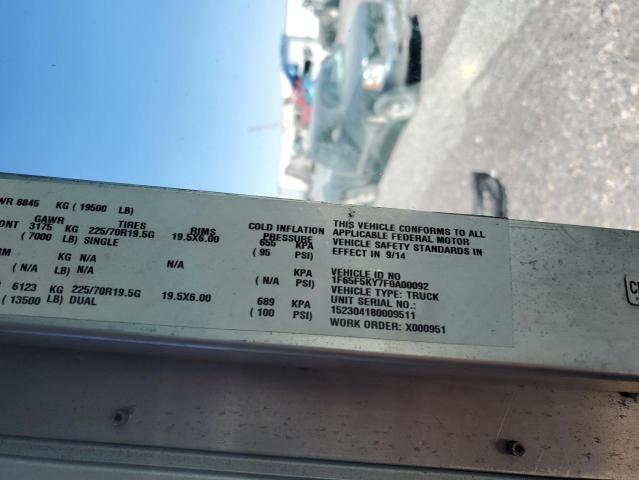 WR 8845 KG ( 19500 LB)
GAWR TIRES RIMS COLD INFLATION PRESSURE
ONT 3175 KG 225/70R19.5G 19.5X6.00 655 KPA
( 7000 LB) SINGLE ( 95 PSI)
RM N/A KG N/A N/A KPA
( N/A LB) ( N/A PSI)
R 6123 KG 225/70R19.5G 19.5X6.00 689 KPA
( 13500 LB) DUAL ( 100 PSI)
THIS VEHICLE CONFORMS TO ALL
APPLICABLE FEDERAL MOTOR
VEHICLE SAFETY STANDARDS IN
EFFECT IN 9/14
VEHICLE ID NO
1F65F5KY7F0A00092
VEHICLE TYPE: TRUCK
UNIT SERIAL NO:
152304180009511
WORK ORDER: X000951